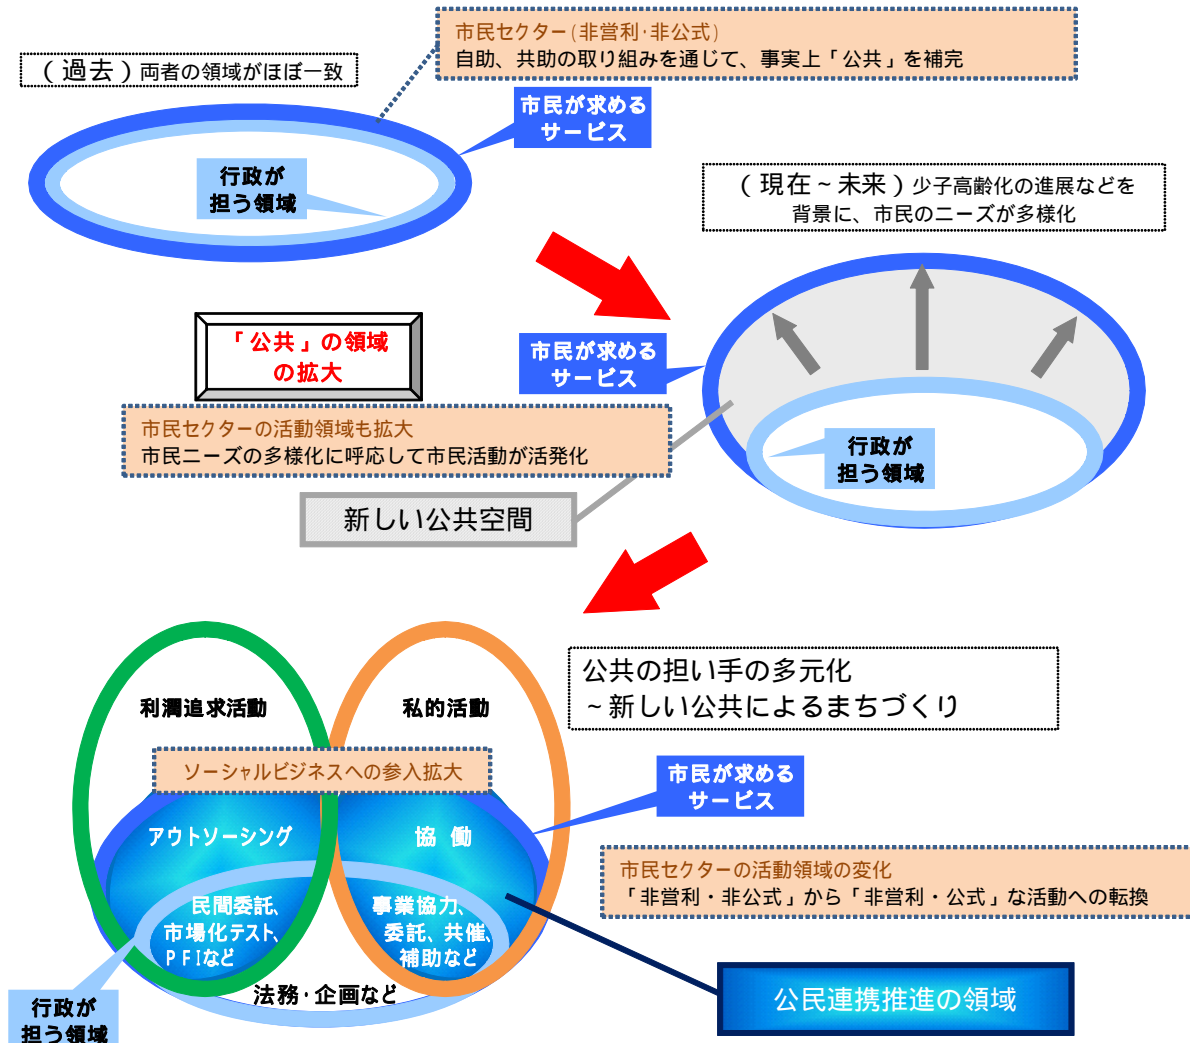 市民セクター(非営利・非公式)
自助、共助の取り組みを通じて、事実上「公共」を補完
(過去)両者の領域がほぼ一致
市民が求める
サービス
行政が
担う領域
(現在~未来)少子高齢化の進展などを
背景に、市民のニーズが多様化
「公共」の領域
の拡大
市民が求める
サービス
市民セクターの活動領域も拡大
市民ニーズの多様化に呼応して市民活動が活発化
行政が
担う領域
新しい公共空間
公共の担い手の多元化
~新しい公共によるまちづくり
利潤追求活動
私的活動
ソーシャルビジネスへの参入拡大
市民が求める
サービス
アウトソーシング
協働
市民セクターの活動領域の変化
「非営利・非公式」から「非営利・公式」な活動への転換
民間委託、
市場化テスト、
PFIなど
事業協力、
委託、共催、
補助など
法務・企画など
行政が
担う領域
公民連携推進の領域